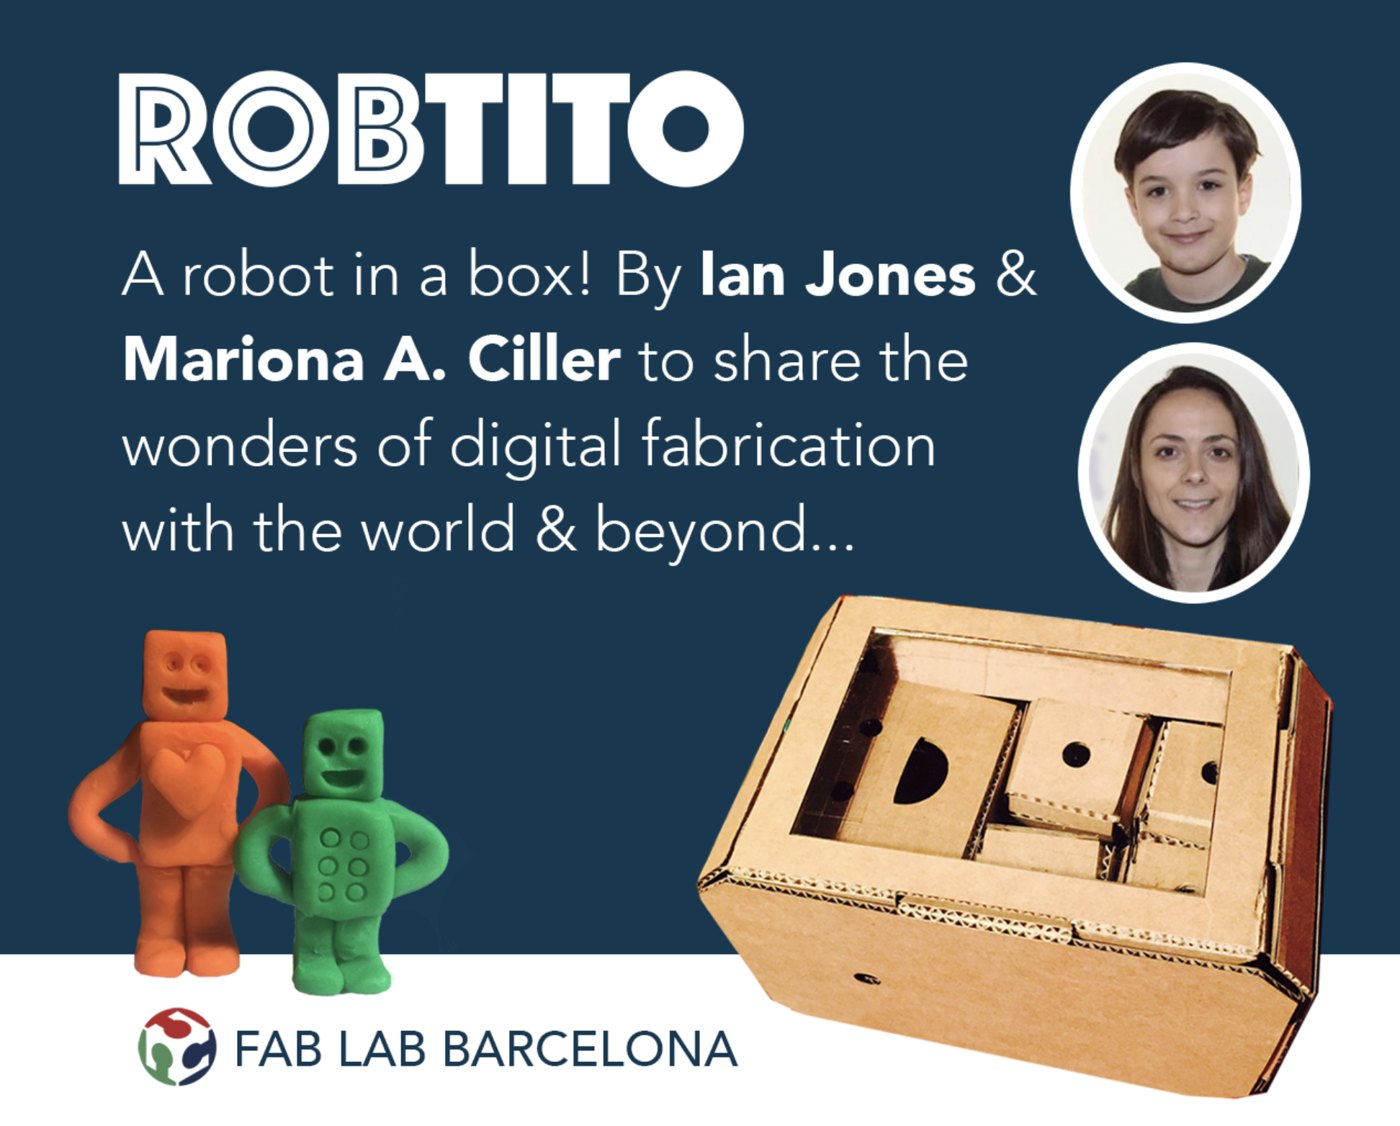 ROBTITO
A robot in a box! By Ian Jones &
Mariona A. Ciller to share the
wonders of digital fabrication
with the world & beyond...
FAB LAB BARCELONA